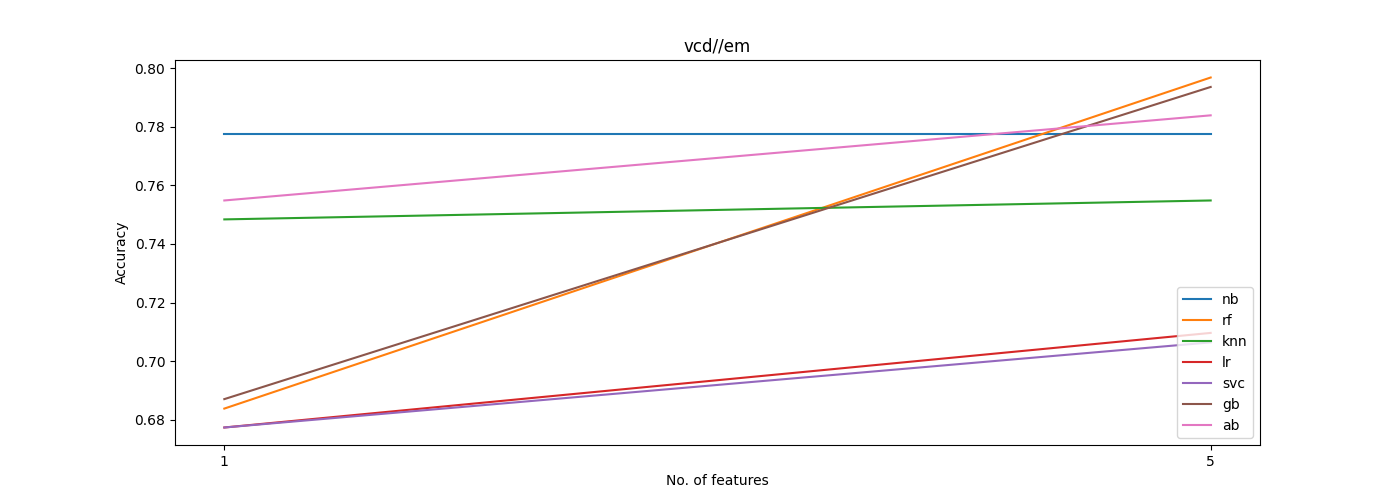 vcd//em
0.80
0.78
0.76
0.74
0.72
0.70
0.68
Accuracy
1
5
No. of features
nb
rf
knn
lr
svc
gb
ab